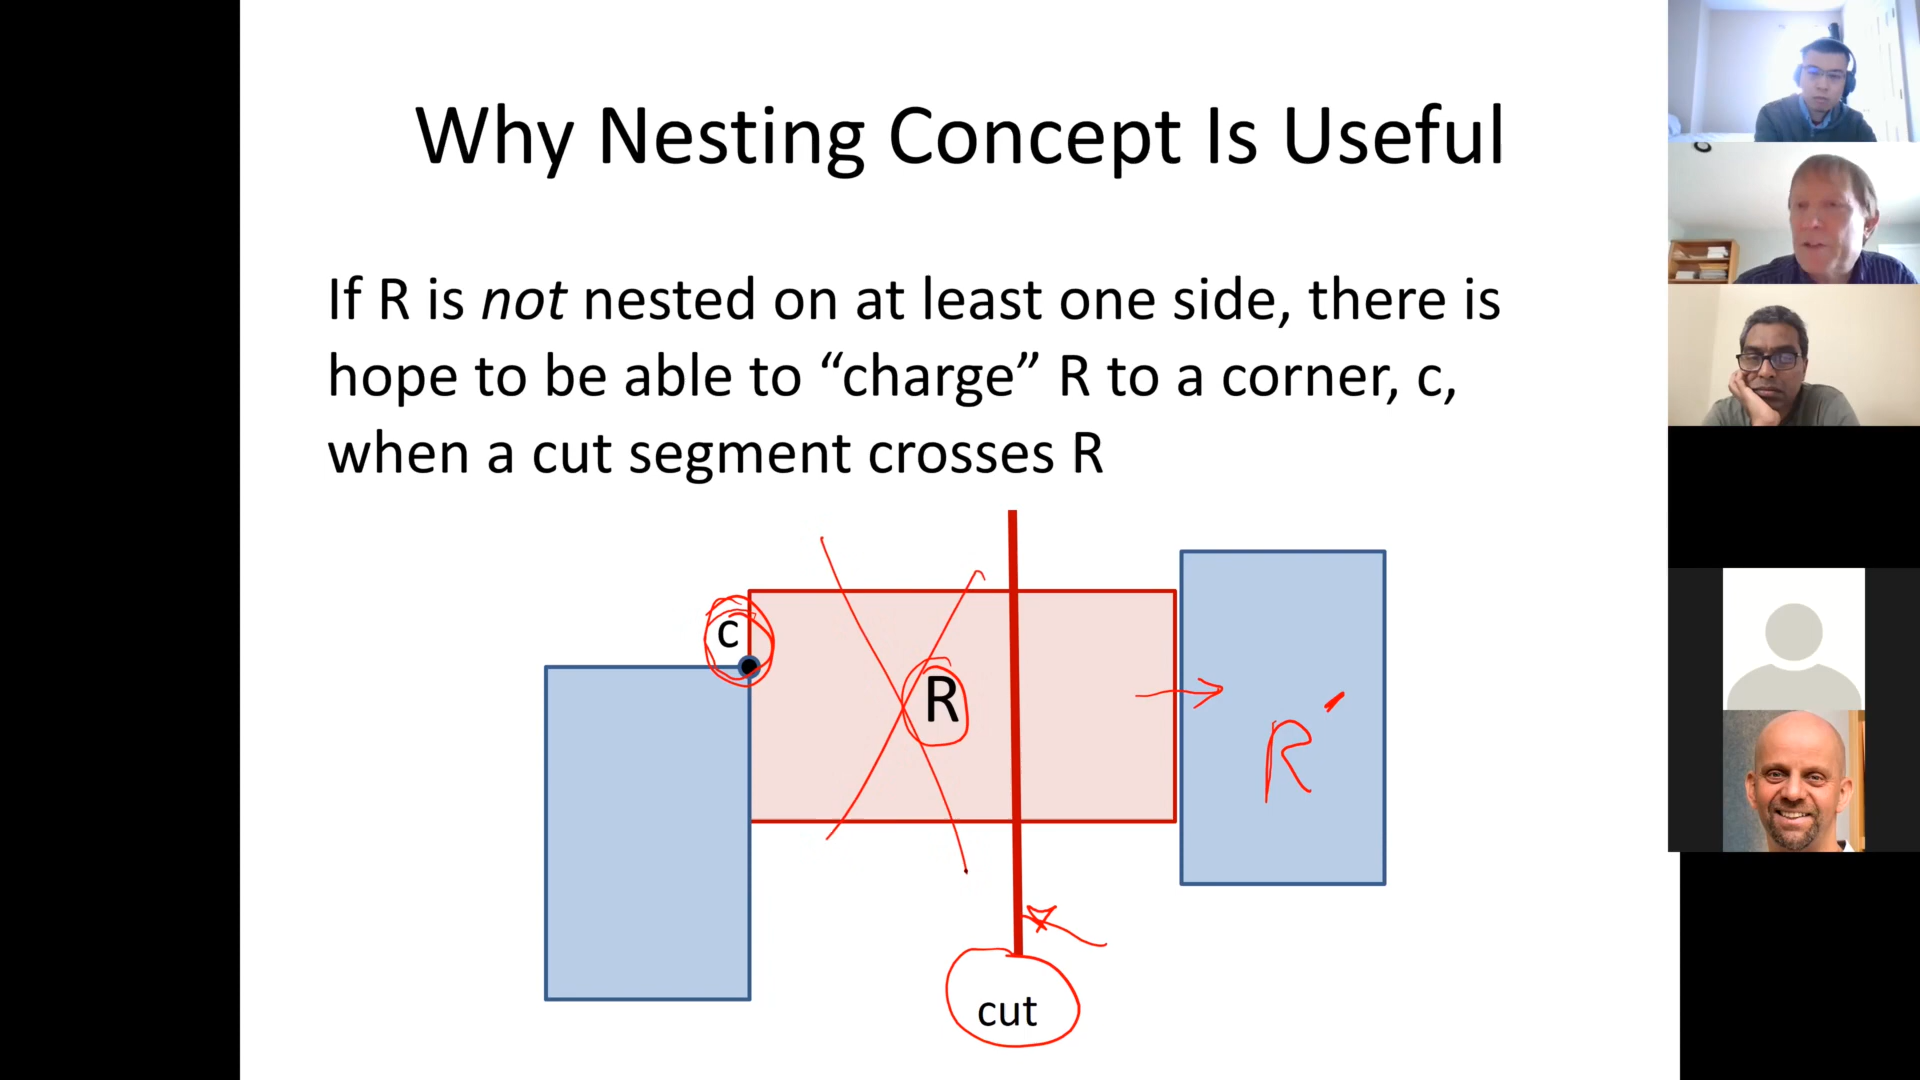 Why Nesting Concept Is Useful
If R is not nested on at least one side, there is
hope to be able to “charge” R to a corner, c,
when a cut segment crosses R
c
R
R'
cut